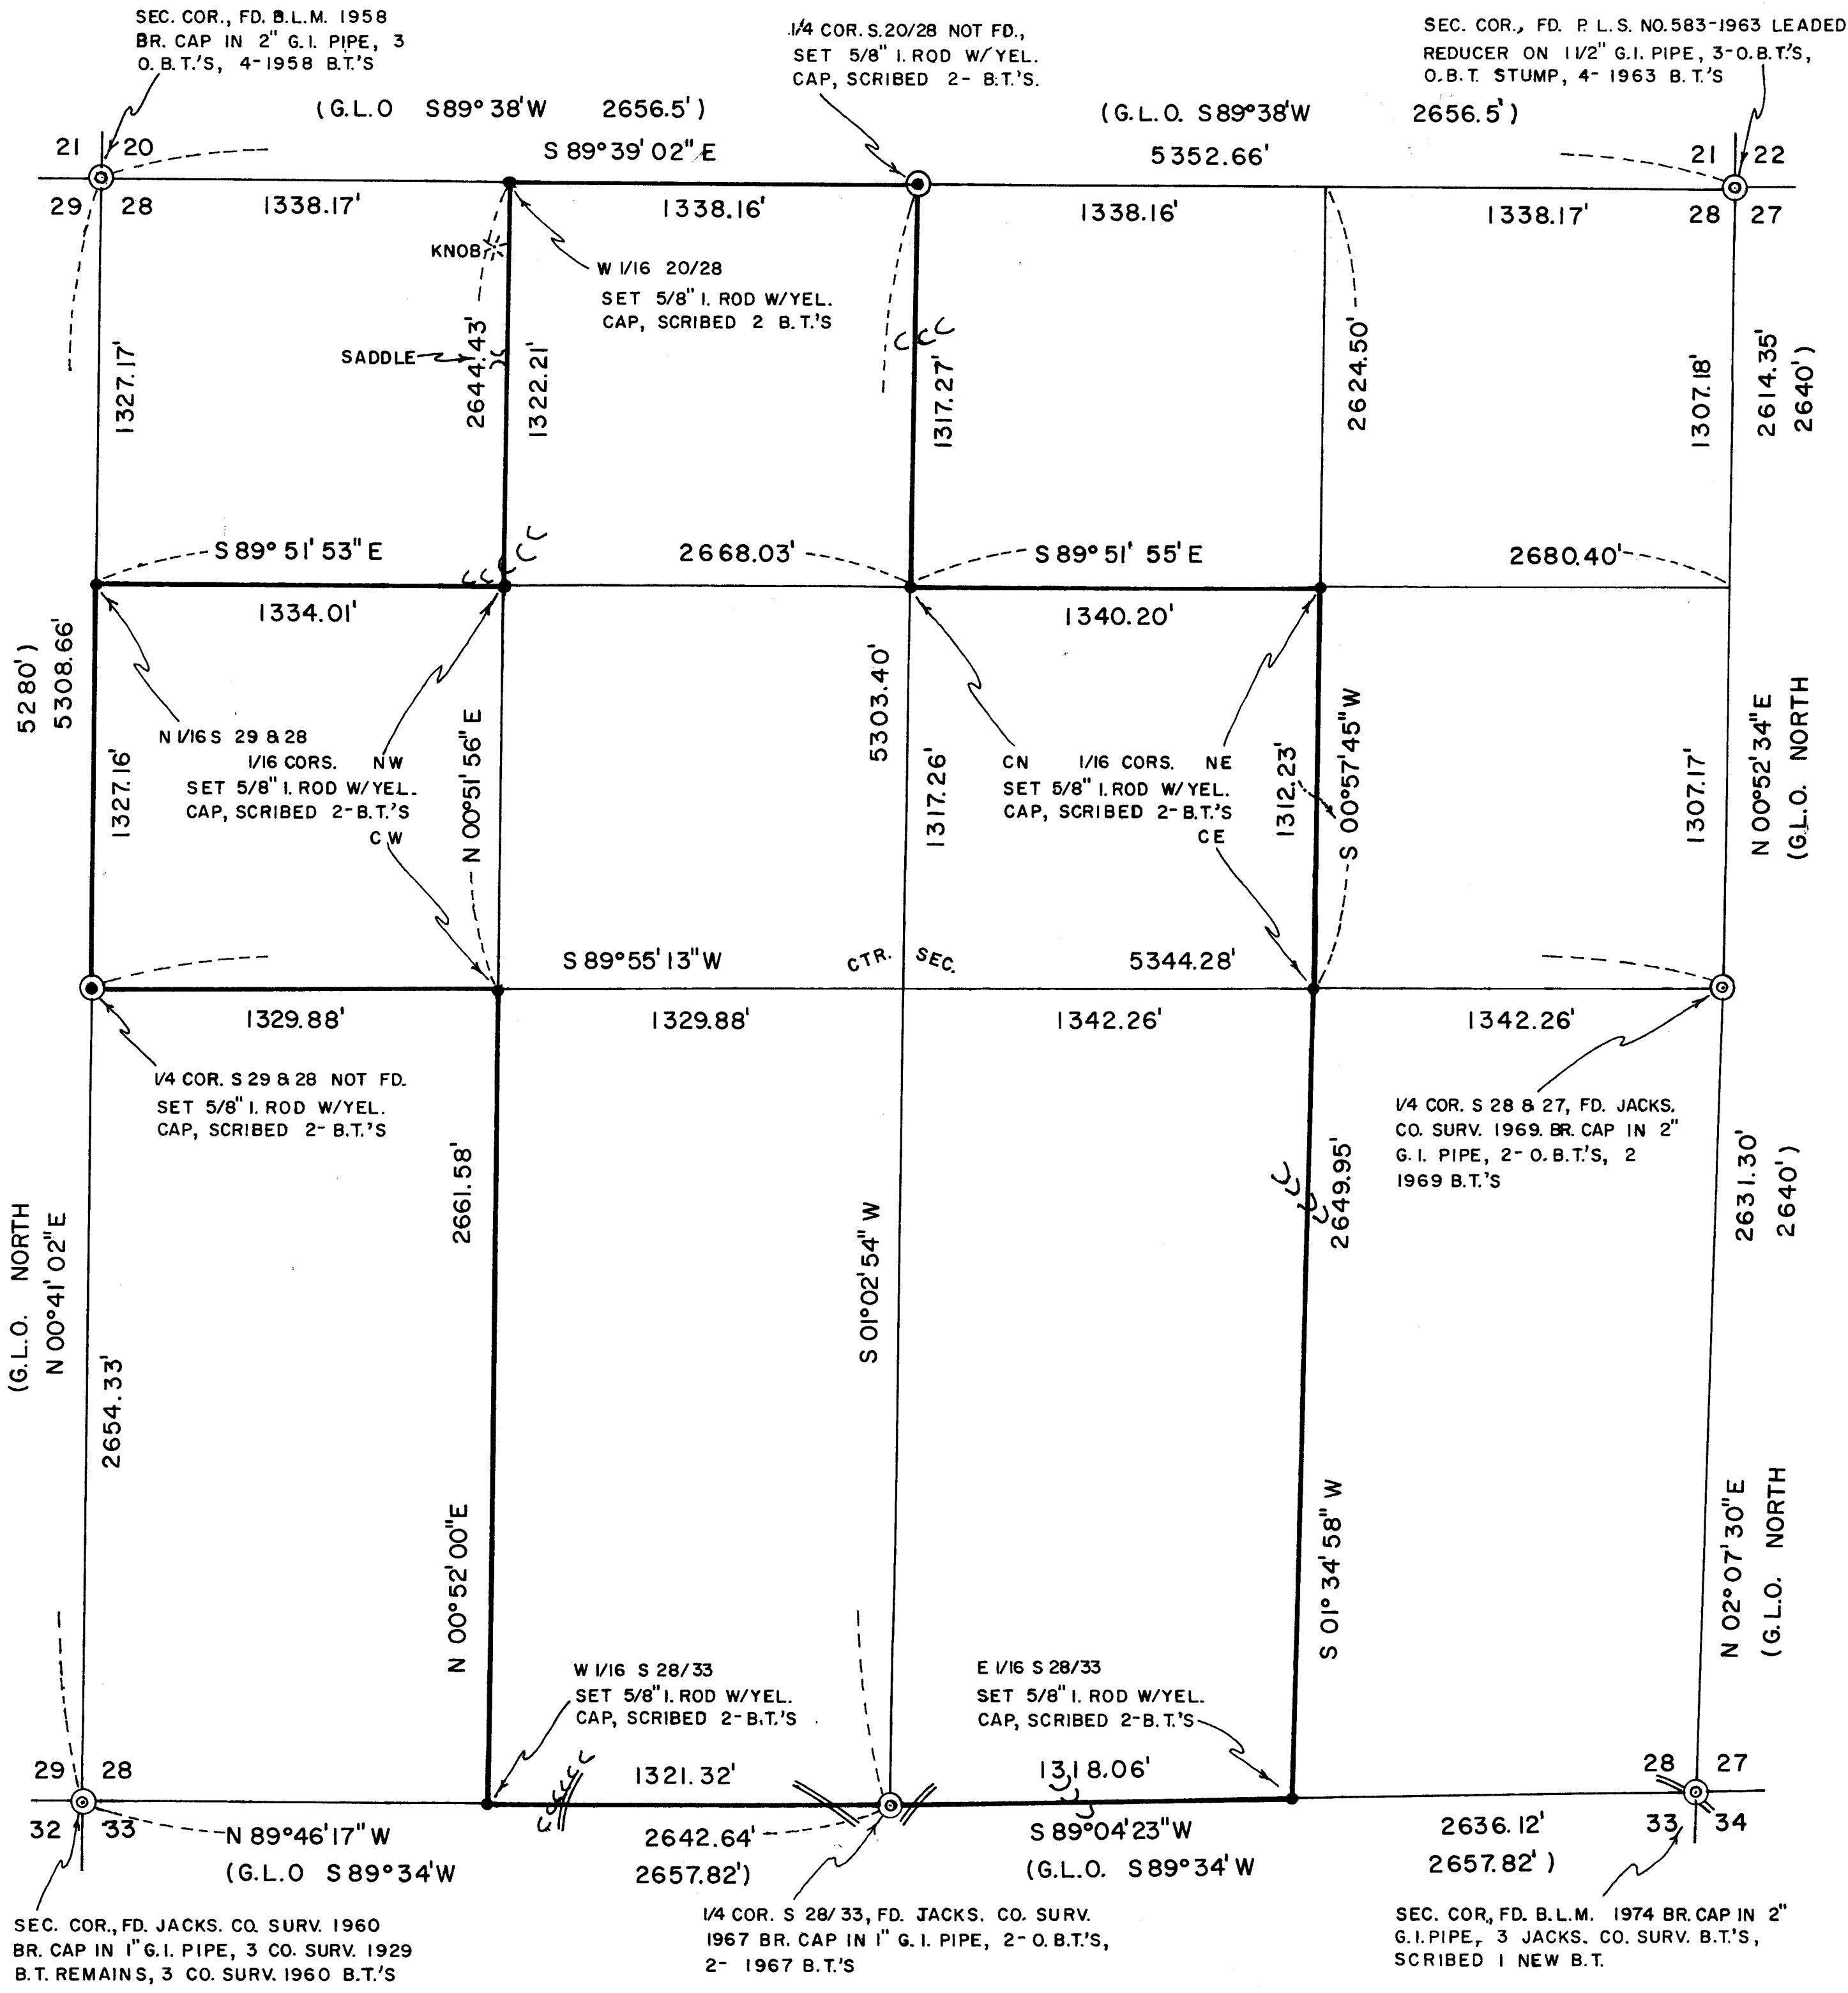 SEC. COR., FD. B.L.M. 1958
BR. CAP IN 2" G.I. PIPE, 3
O.B.T.'S, 4-1958 B.T.'S
1/4 COR. S.20/28 NOT FD.,
SET 5/8" I. ROD W/YEL.
CAP, SCRIBED 2- B.T.'S.
SEC. COR., FD. P.L.S. NO.583-1963 LEADED
REDUCER ON 1 1/2" G.I. PIPE, 3-O.B.T.'S,
O.B.T. STUMP, 4- 1963 B.T.'S
(G.L.O S89°38'W 2656.5')
(G.L.O. S89°38'W 2656.5')
S 89°39'02" E
5352.66'
21 20
29 28
21 22
28 27
1338.17'
1338.16'
1338.16'
1338.17'
KNOB
W 1/16 20/28
SET 5/8" I. ROD W/YEL.
CAP, SCRIBED 2 B.T.'S
SADDLE
1327.17'
2644.43'
1322.21'
1317.27'
2624.50'
1307.18'
2614.35'
2640')
S 89°51'53" E
2668.03'
S 89°51'55' E
2680.40'
1334.01'
1340.20'
5280')
5308.66'
1327.16'
N 1/16 S 29 & 28
1/16 CORS. NW
SET 5/8" I. ROD W/YEL.
CAP, SCRIBED 2-B.T.'S
CW
N 00°51'56" E
5303.40'
1317.26'
CN 1/16 CORS. NE
SET 5/8" I. ROD W/YEL.
CAP, SCRIBED 2-B.T.'S
CE
1312.23'
S 00°57'45" W
1307.17'
N 00°52'34" E
(G.L.O. NORTH
S 89°55'13" W
CTR. SEC.
5344.28'
1329.88'
1329.88'
1342.26'
1342.26'
1/4 COR. S 29 & 28 NOT FD.
SET 5/8" I. ROD W/YEL.
CAP, SCRIBED 2- B.T.'S
1/4 COR. S 28 & 27, FD. JACKS.
CO. SURV. 1969. BR. CAP IN 2"
G.I. PIPE, 2- O.B.T.'S, 2
1969 B.T.'S
(G.L.O. NORTH
N 00°41'02" E
2654.33'
2661.58'
N 00°52'00" E
S 01°02'54" W
2649.95'
S 01°34'58" W
2631.30'
2640')
N 02°07'30" E
(G.L.O. NORTH
W 1/16 S 28/33
SET 5/8" I. ROD W/YEL.
CAP, SCRIBED 2-B.T.'S
E 1/16 S 28/33
SET 5/8" I. ROD W/YEL.
CAP, SCRIBED 2-B.T.'S
29 28
32 33
1321.32'
1318.06'
28 27
33 34
N 89°46'17" W
2642.64'
S 89°04'23" W
2636.12'
(G.L.O S89°34'W
2657.82')
(G.L.O. S89°34'W
2657.82')
SEC. COR., FD. JACKS. CO. SURV. 1960
BR. CAP IN 1" G.I. PIPE, 3 CO. SURV. 1929
B.T. REMAINS, 3 CO. SURV. 1960 B.T.'S
1/4 COR. S 28/33, FD. JACKS. CO. SURV.
1967 BR. CAP IN 1" G.I. PIPE, 2- O.B.T.'S,
2- 1967 B.T.'S
SEC. COR., FD. B.L.M. 1974 BR. CAP IN 2"
G.I. PIPE, 3 JACKS. CO. SURV. B.T.'S,
SCRIBED 1 NEW B.T.